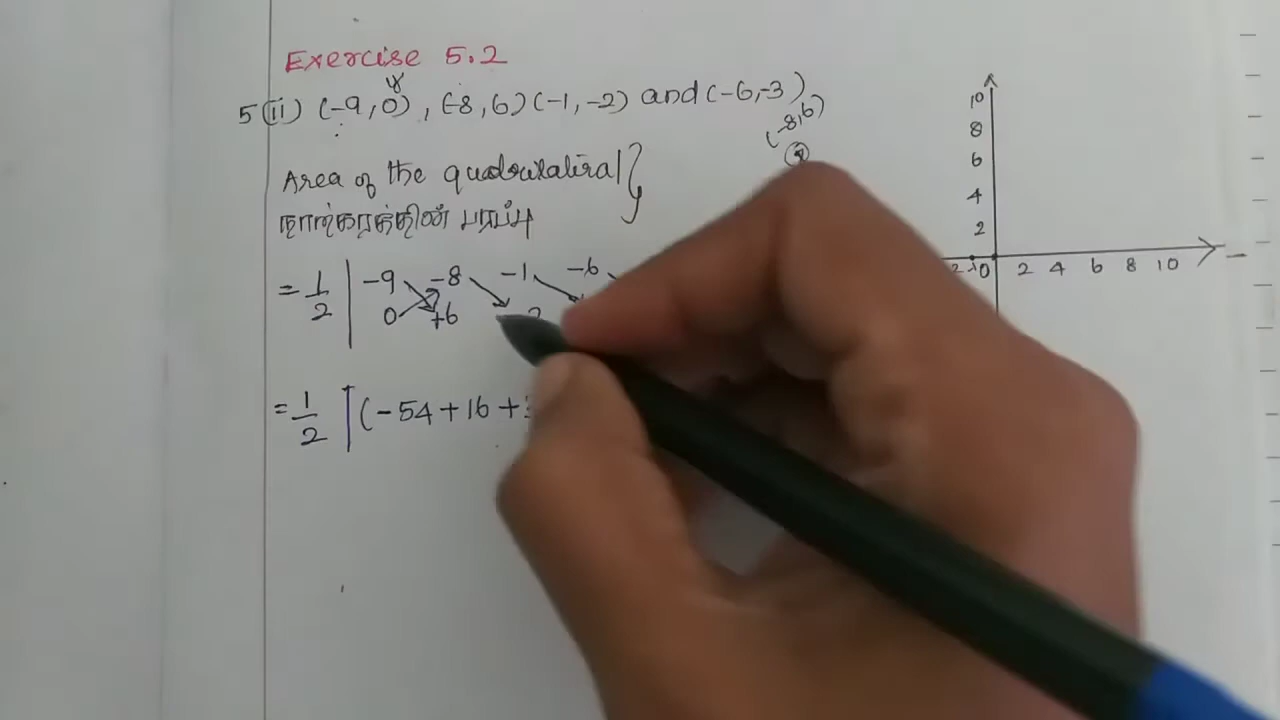 Exercise 5.2
5 (ii) (-9, 0), (-8, 6) (-1, -2) and (-6, -3)
(-8,6)
Area of the quadrilateral }
நாற்கரத்தின் பரப்பு
= 1/2 | -9 -8 -1 -6
0 +6
= 1/2 | (-54 + 16 +
10
8
6
4
2
0 2 4 6 8 10